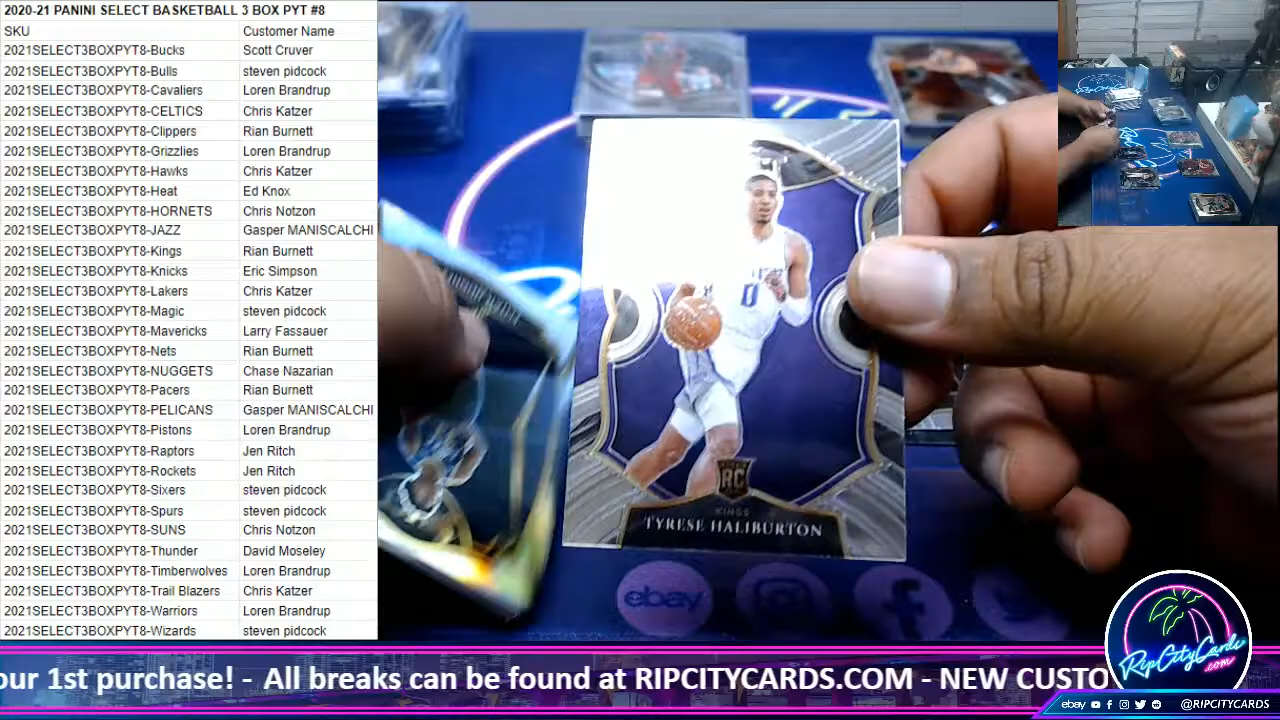 2020-21 PANINI SELECT BASKETBALL 3 BOX PYT #8
SKU Customer Name
2021SELECT3BOXPYT8-Bucks Scott Cruver
2021SELECT3BOXPYT8-Bulls steven pidcock
2021SELECT3BOXPYT8-Cavaliers Loren Brandrup
2021SELECT3BOXPYT8-CELTICS Chris Katzer
2021SELECT3BOXPYT8-Clippers Rian Burnett
2021SELECT3BOXPYT8-Grizzlies Loren Brandrup
2021SELECT3BOXPYT8-Hawks Chris Katzer
2021SELECT3BOXPYT8-Heat Ed Knox
2021SELECT3BOXPYT8-HORNETS Chris Notzon
2021SELECT3BOXPYT8-JAZZ Gasper MANISCALCHI
2021SELECT3BOXPYT8-Kings Rian Burnett
2021SELECT3BOXPYT8-Knicks Eric Simpson
2021SELECT3BOXPYT8-Lakers Chris Katzer
2021SELECT3BOXPYT8-Magic steven pidcock
2021SELECT3BOXPYT8-Mavericks Larry Fassauer
2021SELECT3BOXPYT8-Nets Rian Burnett
2021SELECT3BOXPYT8-NUGGETS Chase Nazarian
2021SELECT3BOXPYT8-Pacers Rian Burnett
2021SELECT3BOXPYT8-PELICANS Gasper MANISCALCHI
2021SELECT3BOXPYT8-Pistons Loren Brandrup
2021SELECT3BOXPYT8-Raptors Jen Ritch
2021SELECT3BOXPYT8-Rockets Jen Ritch
2021SELECT3BOXPYT8-Sixers steven pidcock
2021SELECT3BOXPYT8-Spurs steven pidcock
2021SELECT3BOXPYT8-SUNS Chris Notzon
2021SELECT3BOXPYT8-Thunder David Moseley
2021SELECT3BOXPYT8-Timberwolves Loren Brandrup
2021SELECT3BOXPYT8-Trail Blazers Chris Katzer
2021SELECT3BOXPYT8-Warriors Loren Brandrup
2021SELECT3BOXPYT8-Wizards steven pidcock
0
RC
KINGS
TYRESE HALIBURTON
ebay
RipCityCards
.com
our 1st purchase! - All breaks can be found at RIPCITYCARDS.COM - NEW CUSTO
ebay @RIPCITYCARDS